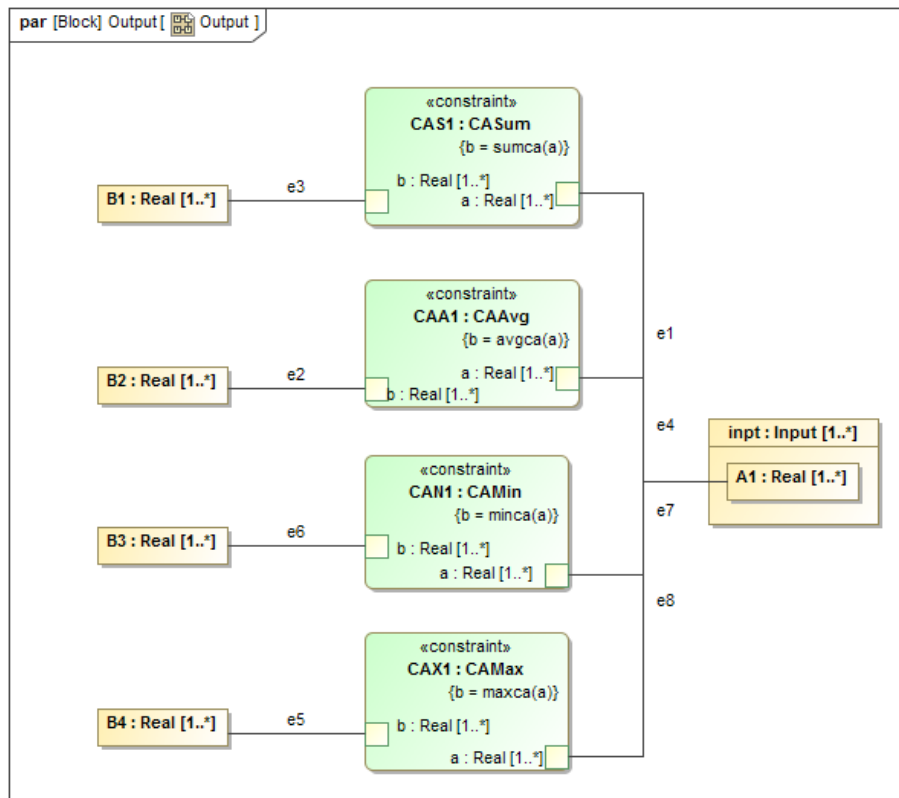 par [Block] Output [ Output ]
«constraint»
CAS1 : CASum
{b = sumca(a)}
b : Real [1..*]
a : Real [1..*]
B1 : Real [1..*]
e3
«constraint»
CAA1 : CAAvg
{b = avgca(a)}
a : Real [1..*]
b : Real [1..*]
B2 : Real [1..*]
e2
e1
e4
inpt : Input [1..*]
A1 : Real [1..*]
e7
e8
«constraint»
CAN1 : CAMin
{b = minca(a)}
b : Real [1..*]
a : Real [1..*]
B3 : Real [1..*]
e6
«constraint»
CAX1 : CAMax
{b = maxca(a)}
b : Real [1..*]
a : Real [1..*]
B4 : Real [1..*]
e5